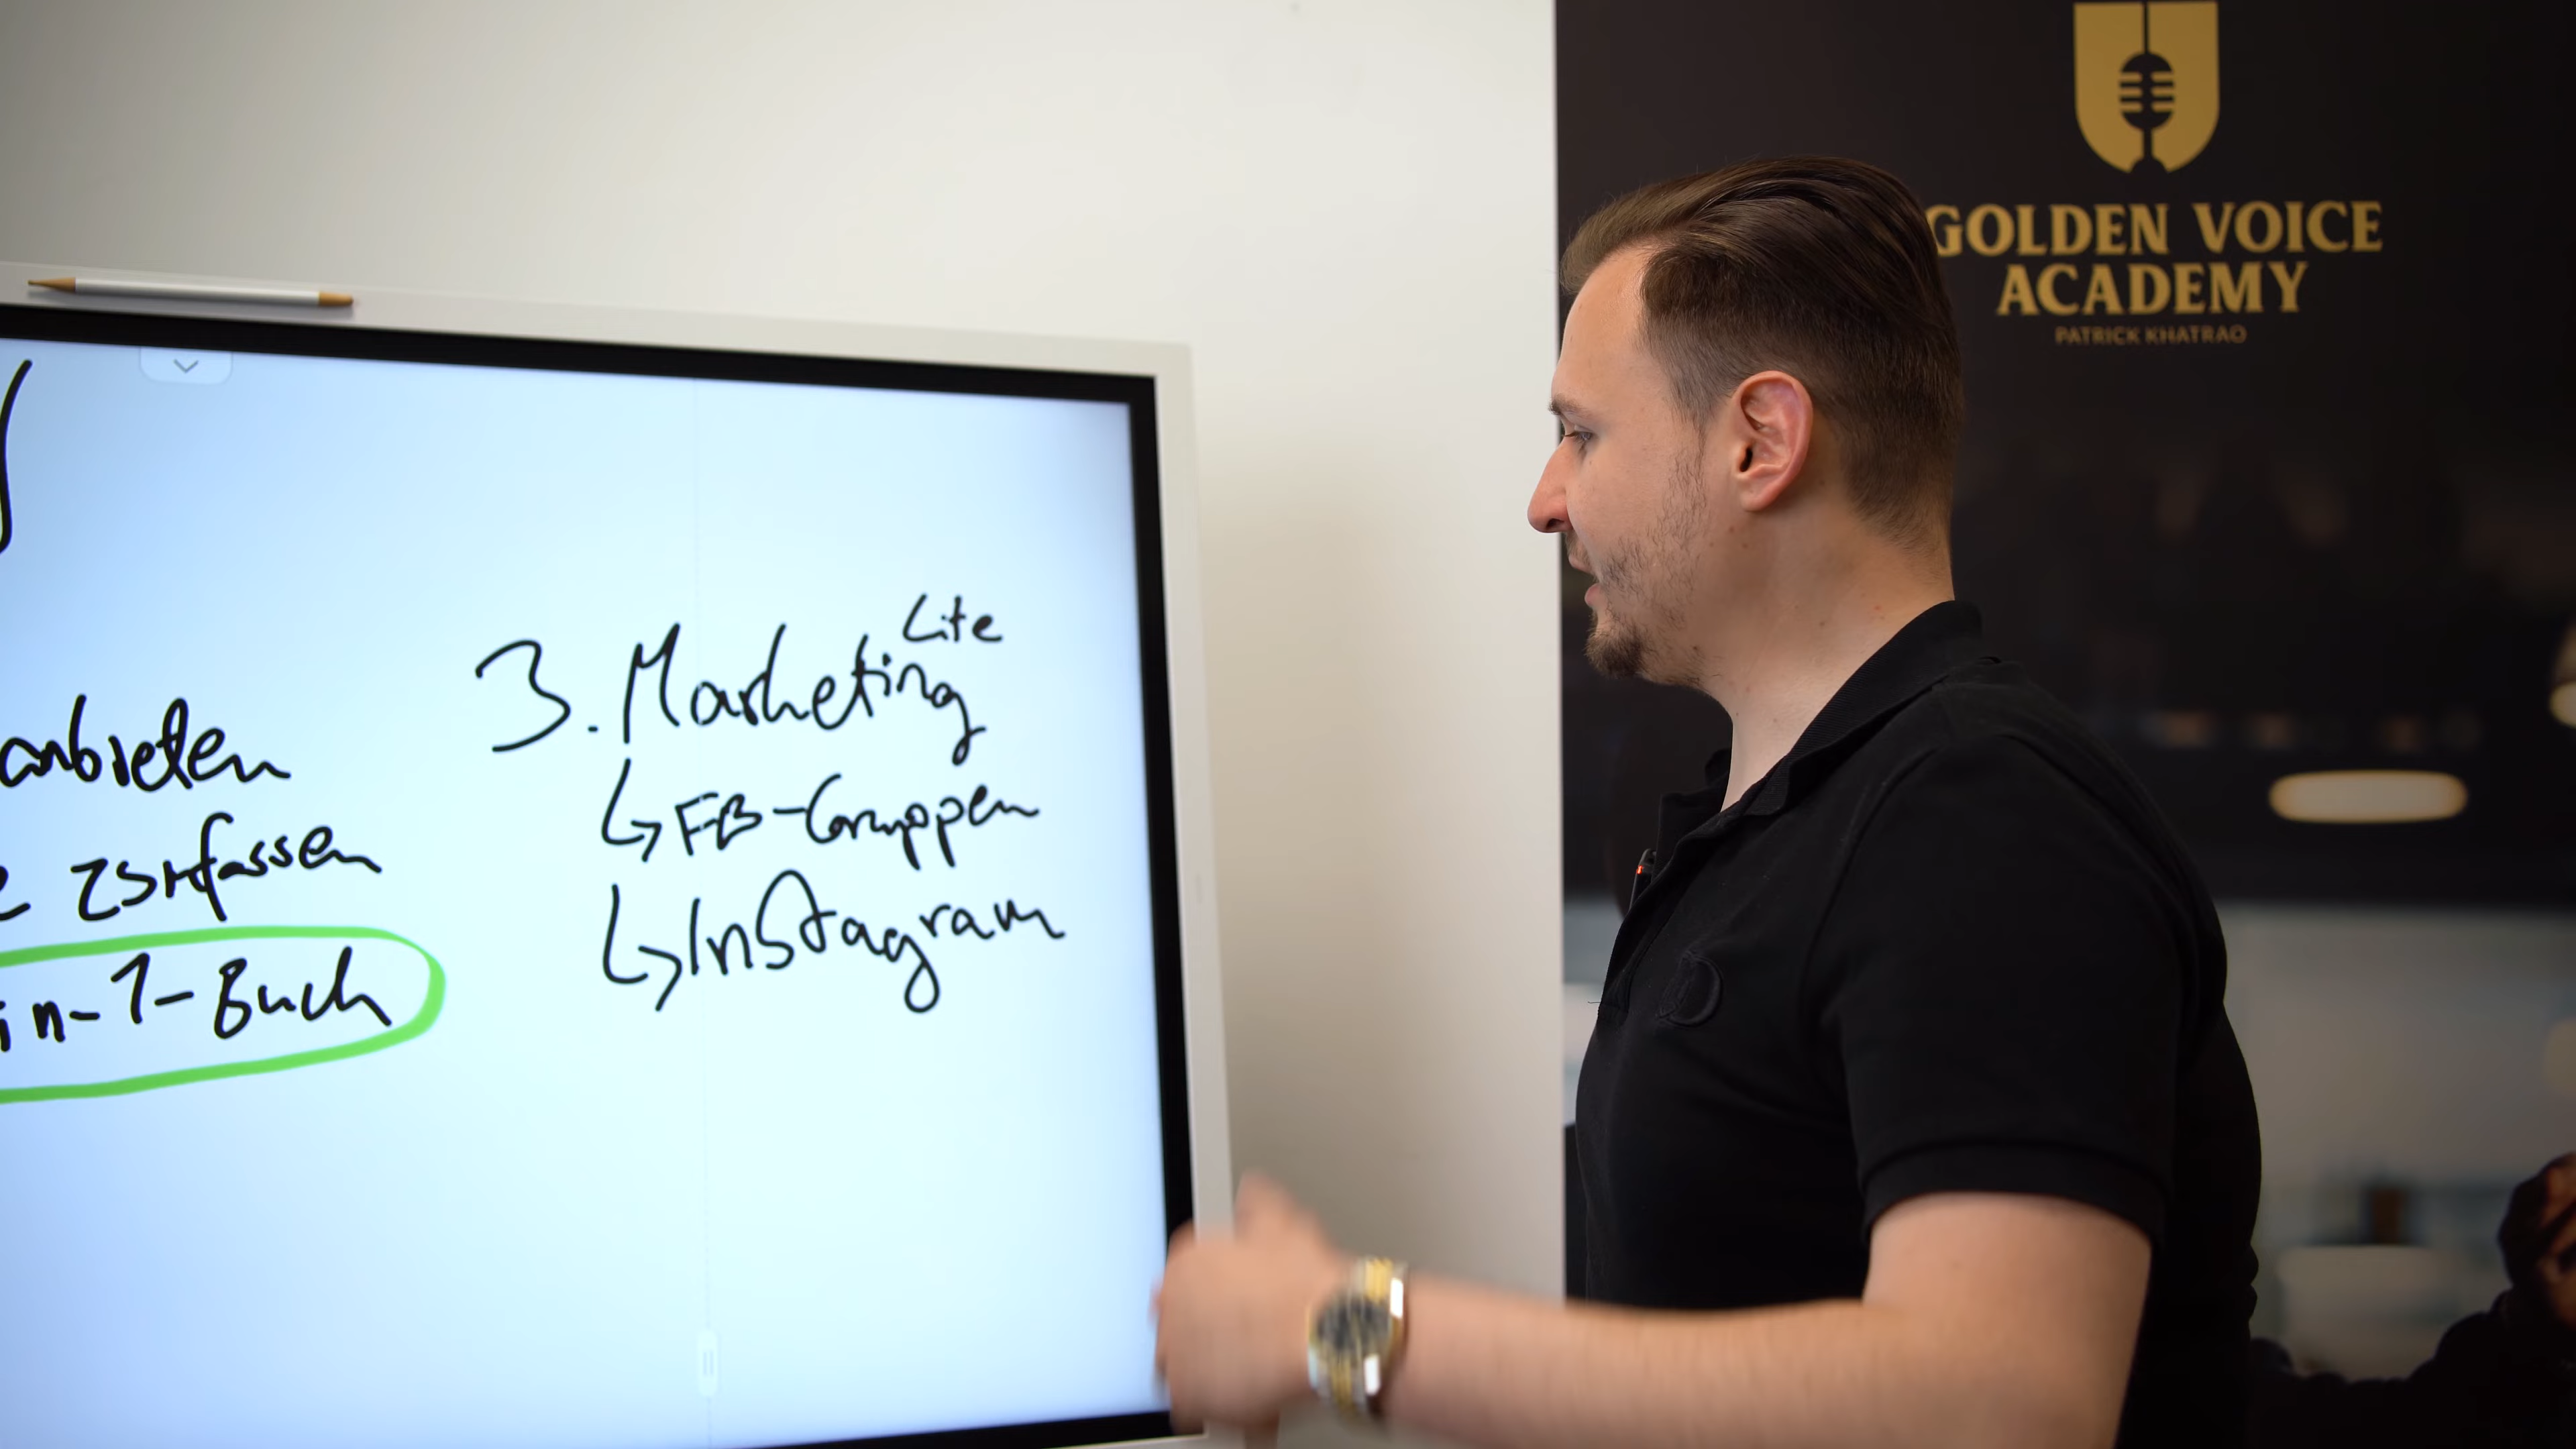 anbieten
zsmfassen
in-1-Buch
Lite
3. Marketing
↳ FB-Gruppen
↳ Instagram
GOLDEN VOICE
ACADEMY
PATRICK KHATRAO